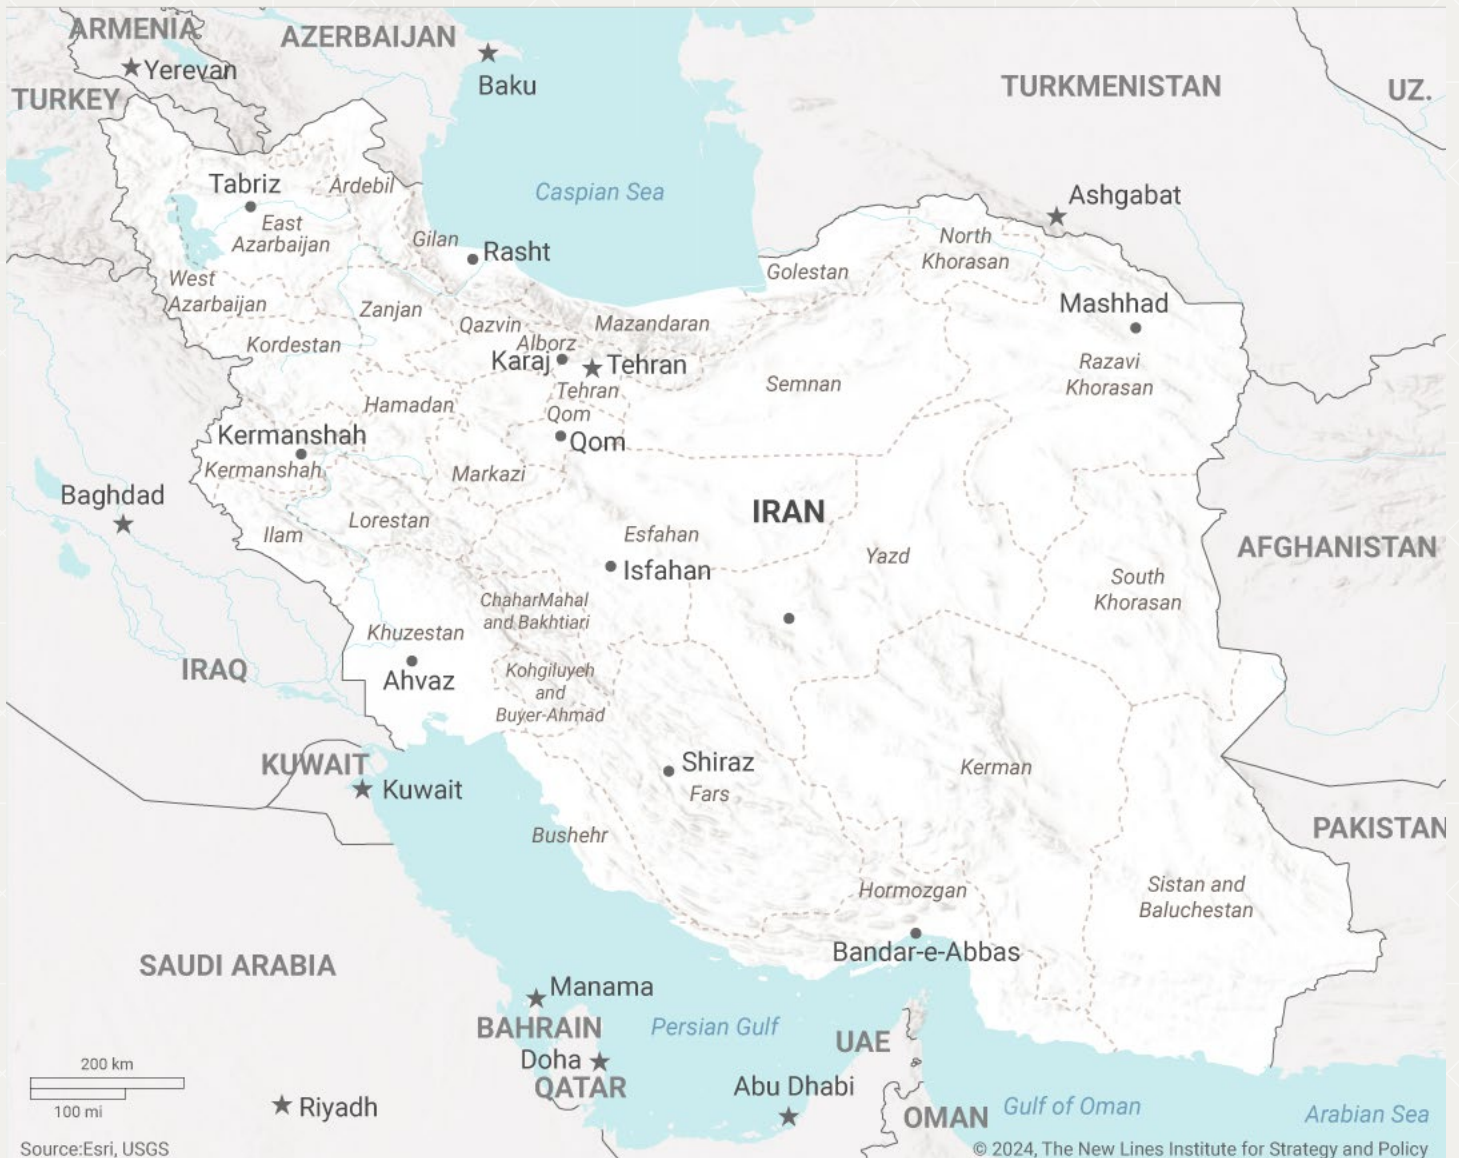 ARMENIA
AZERBAIJAN
Yerevan
Baku
TURKEY
TURKMENISTAN
UZ.
Tabriz
Ardebil
Caspian Sea
Ashgabat
East
Azarbaijan
Gilan
Rasht
Golestan
North
Khorasan
West
Azarbaijan
Zanjan
Qazvin
Mazandaran
Mashhad
Kordestan
Alborz
Karaj
Tehran
Razavi
Khorasan
Tehran
Semnan
Hamadan
Qom
Kermanshah
Qom
Kermanshah
Markazi
Baghdad
IRAN
Lorestan
Ilam
Esfahan
Yazd
AFGHANISTAN
Isfahan
South
Khorasan
ChaharMahal
and Bakhtiari
Khuzestan
IRAQ
Ahvaz
Kohgiluyeh
and
Buyer-Ahmad
KUWAIT
Kuwait
Shiraz
Fars
Kerman
Bushehr
PAKISTAN
Hormozgan
Sistan and
Baluchestan
Bandar-e-Abbas
SAUDI ARABIA
Manama
BAHRAIN
Persian Gulf
UAE
Doha
QATAR
Abu Dhabi
OMAN
Gulf of Oman
Arabian Sea
200 km
100 mi
Riyadh
Source:Esri, USGS
© 2024, The New Lines Institute for Strategy and Policy